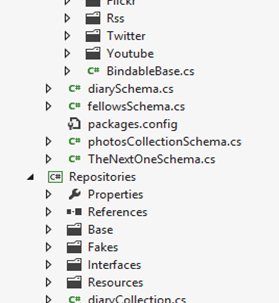 Flickr
Rss
Twitter
Youtube
C# BindableBase.cs
C# diarySchema.cs
C# fellowsSchema.cs
packages.config
C# photosCollectionSchema.cs
C# TheNextOneSchema.cs
C# Repositories
Properties
References
Base
Fakes
Interfaces
Resources
C# diaryCollection.cs